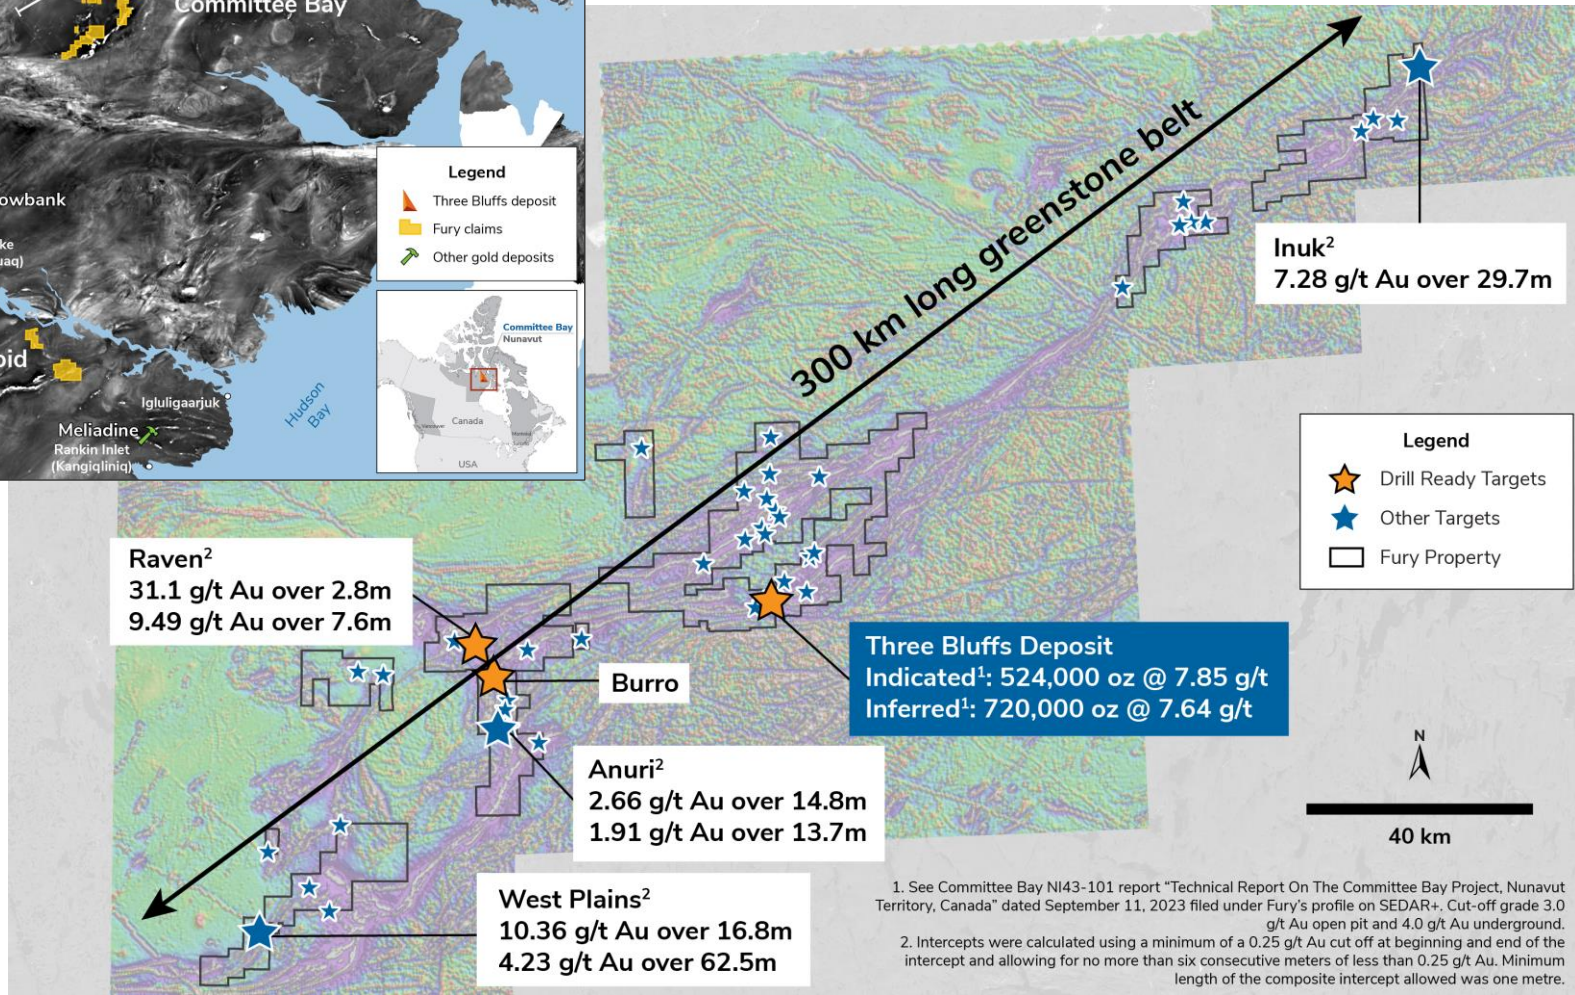 Committee Bay
Legend
Three Bluffs deposit
Fury claims
Other gold deposits
owbank
ke
uaq)
oid
Igluligaarjuk
Meliadine
Rankin Inlet
(Kangiqliniq)
Hudson
Bay
Committee Bay
Nunavut
Canada
Vancouver
USA
300 km long greenstone belt
Inuk²
7.28 g/t Au over 29.7m
Legend
Drill Ready Targets
Other Targets
Fury Property
Raven²
31.1 g/t Au over 2.8m
9.49 g/t Au over 7.6m
Burro
Three Bluffs Deposit
Indicated¹: 524,000 oz @ 7.85 g/t
Inferred¹: 720,000 oz @ 7.64 g/t
Anuri²
2.66 g/t Au over 14.8m
1.91 g/t Au over 13.7m
West Plains²
10.36 g/t Au over 16.8m
4.23 g/t Au over 62.5m
N
40 km
1. See Committee Bay NI43-101 report “Technical Report On The Committee Bay Project, Nunavut
Territory, Canada” dated September 11, 2023 filed under Fury’s profile on SEDAR+. Cut-off grade 3.0
g/t Au open pit and 4.0 g/t Au underground.
2. Intercepts were calculated using a minimum of a 0.25 g/t Au cut off at beginning and end of the
intercept and allowing for no more than six consecutive meters of less than 0.25 g/t Au. Minimum
length of the composite intercept allowed was one metre.